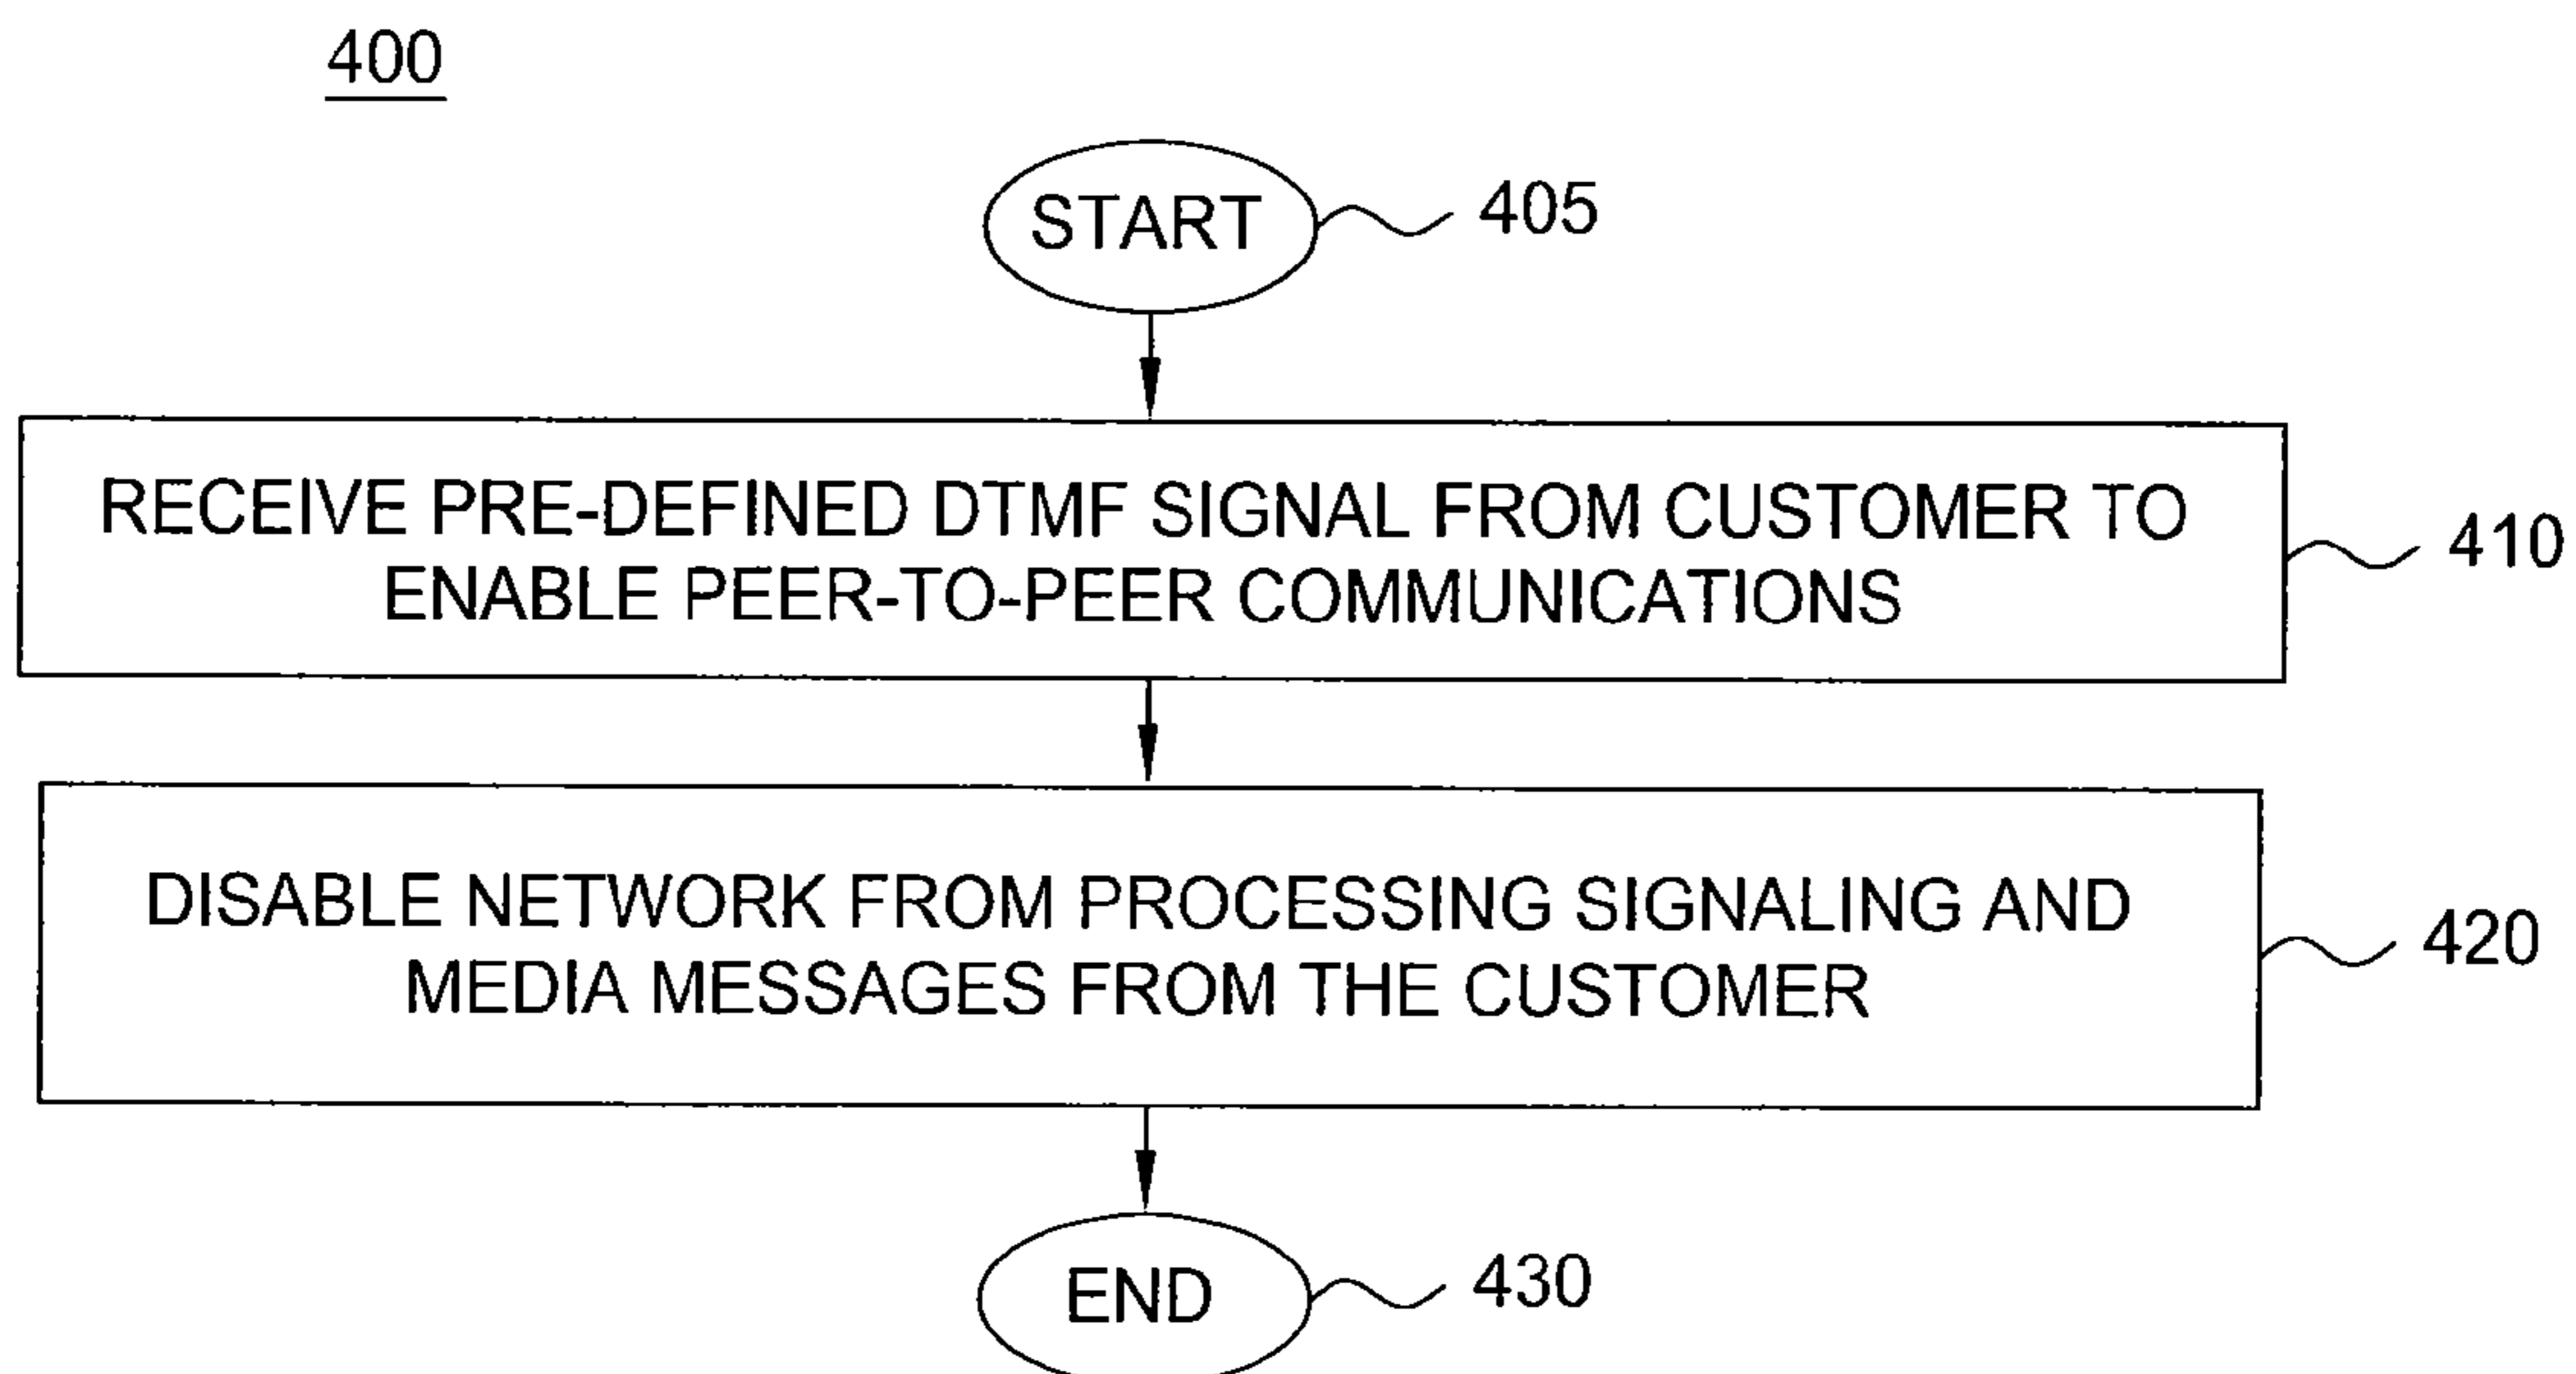 400
START
405
RECEIVE PRE-DEFINED DTMF SIGNAL FROM CUSTOMER TO
ENABLE PEER-TO-PEER COMMUNICATIONS
410
DISABLE NETWORK FROM PROCESSING SIGNALING AND
MEDIA MESSAGES FROM THE CUSTOMER
420
END
430